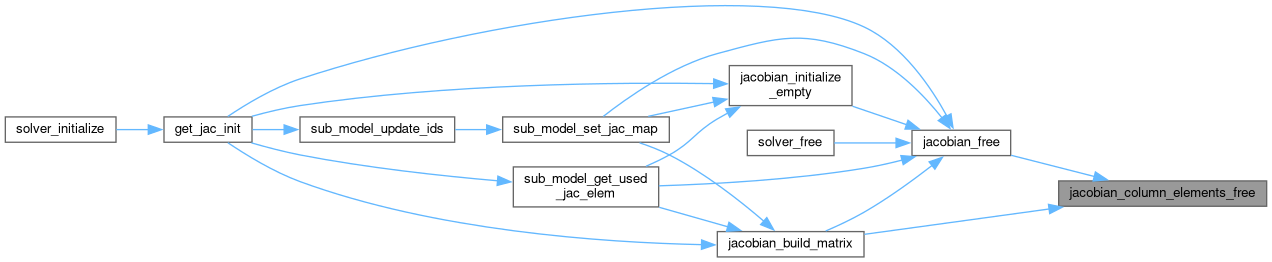 solver_initialize
get_jac_init
sub_model_update_ids
sub_model_set_jac_map
sub_model_get_used
_jac_elem
jacobian_initialize
_empty
solver_free
jacobian_build_matrix
jacobian_free
jacobian_column_elements_free